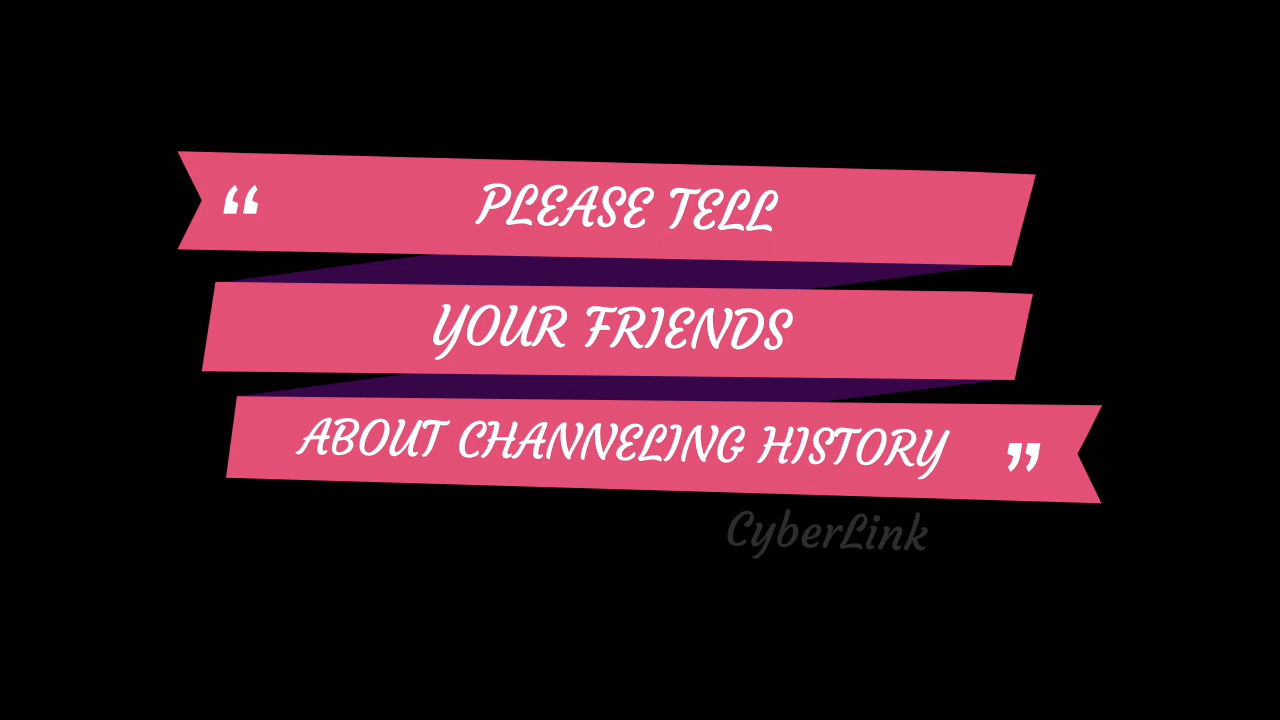 “ PLEASE TELL
YOUR FRIENDS
ABOUT CHANNELING HISTORY ”
CyberLink